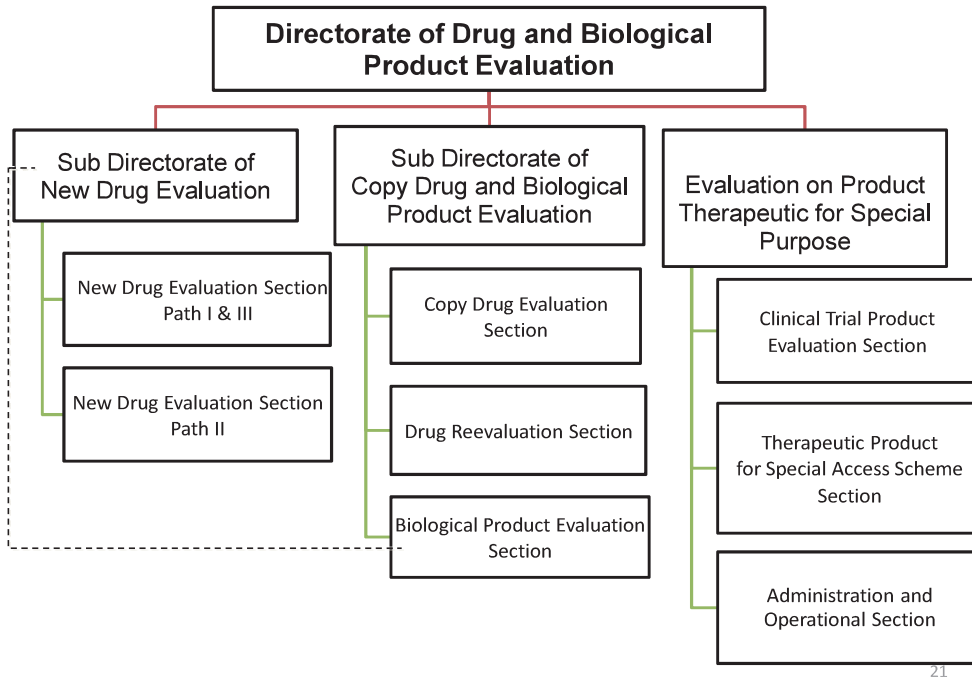 Directorate of Drug and Biological
Product Evaluation
Sub Directorate of
New Drug Evaluation
New Drug Evaluation Section
Path I & III
New Drug Evaluation Section
Path II
Sub Directorate of
Copy Drug and Biological
Product Evaluation
Copy Drug Evaluation
Section
Drug Reevaluation Section
Biological Product Evaluation
Section
Evaluation on Product
Therapeutic for Special
Purpose
Clinical Trial Product
Evaluation Section
Therapeutic Product
for Special Access Scheme
Section
Administration and
Operational Section
21